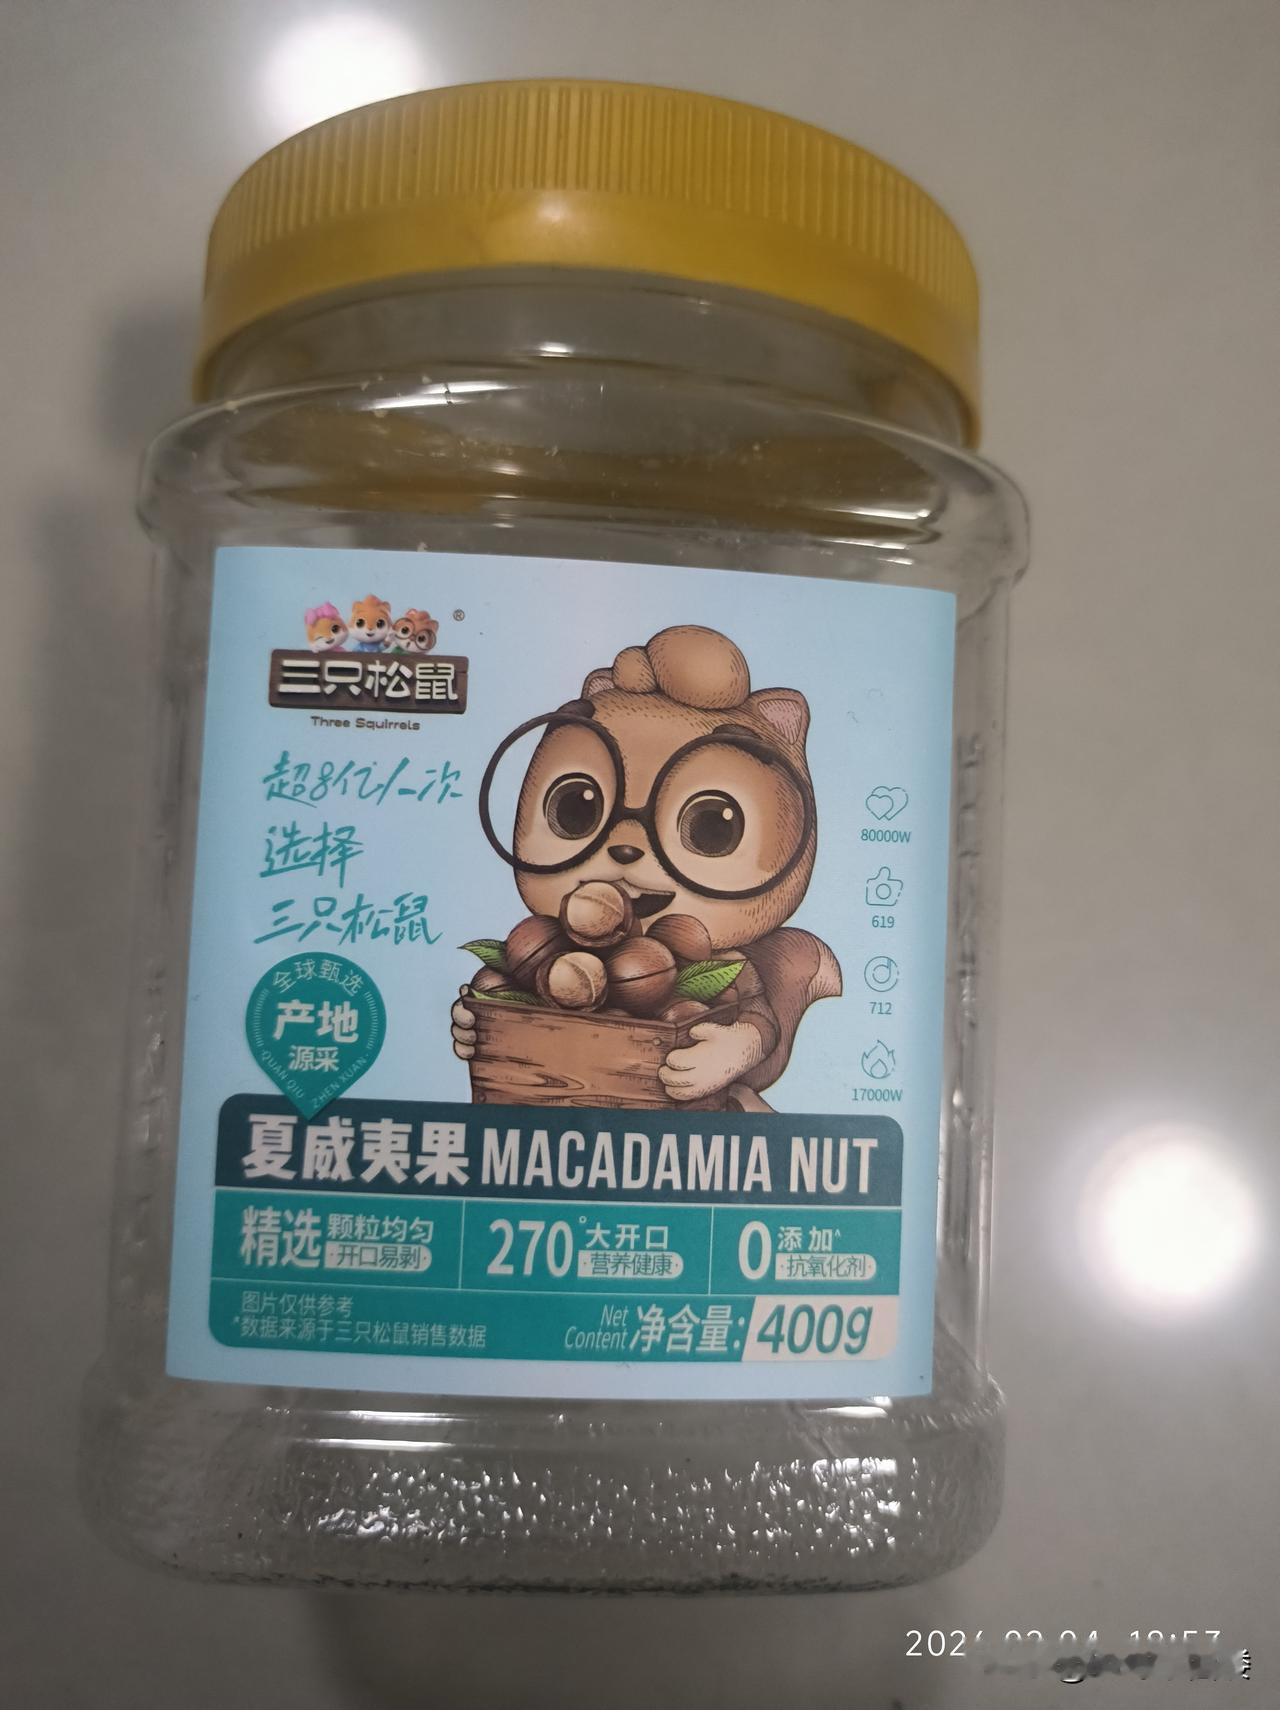 三只松鼠
®
Three Squirrels
超8亿人次
选择
三只松鼠
全球甄选
产地
源采
QUAN QIU ZHEN XUAN
80000W
619
712
17000W
夏威夷果 MACADAMIA NUT
精选 颗粒均匀
·开口易剥·
270°大开口
·营养健康·
0添加^
·抗氧化剂·
图片仅供参考
*数据来源于三只松鼠销售数据
Net Content 净含量: 400g